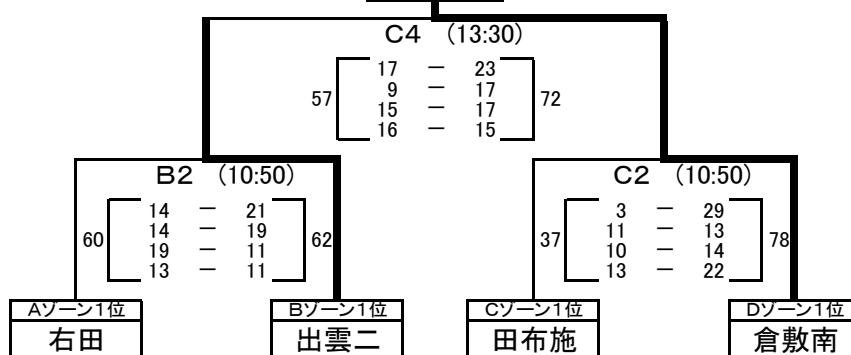 C4 （13:30）
57
17 － 23
9 － 17
15 － 17
16 － 15
72
B2 （10:50）
60
14 － 21
14 － 19
19 － 11
13 － 11
62
C2 （10:50）
37
3 － 29
11 － 13
10 － 14
13 － 22
78
Aゾーン1位
右田
Bゾーン1位
出雲二
Cゾーン1位
田布施
Dゾーン1位
倉敷南